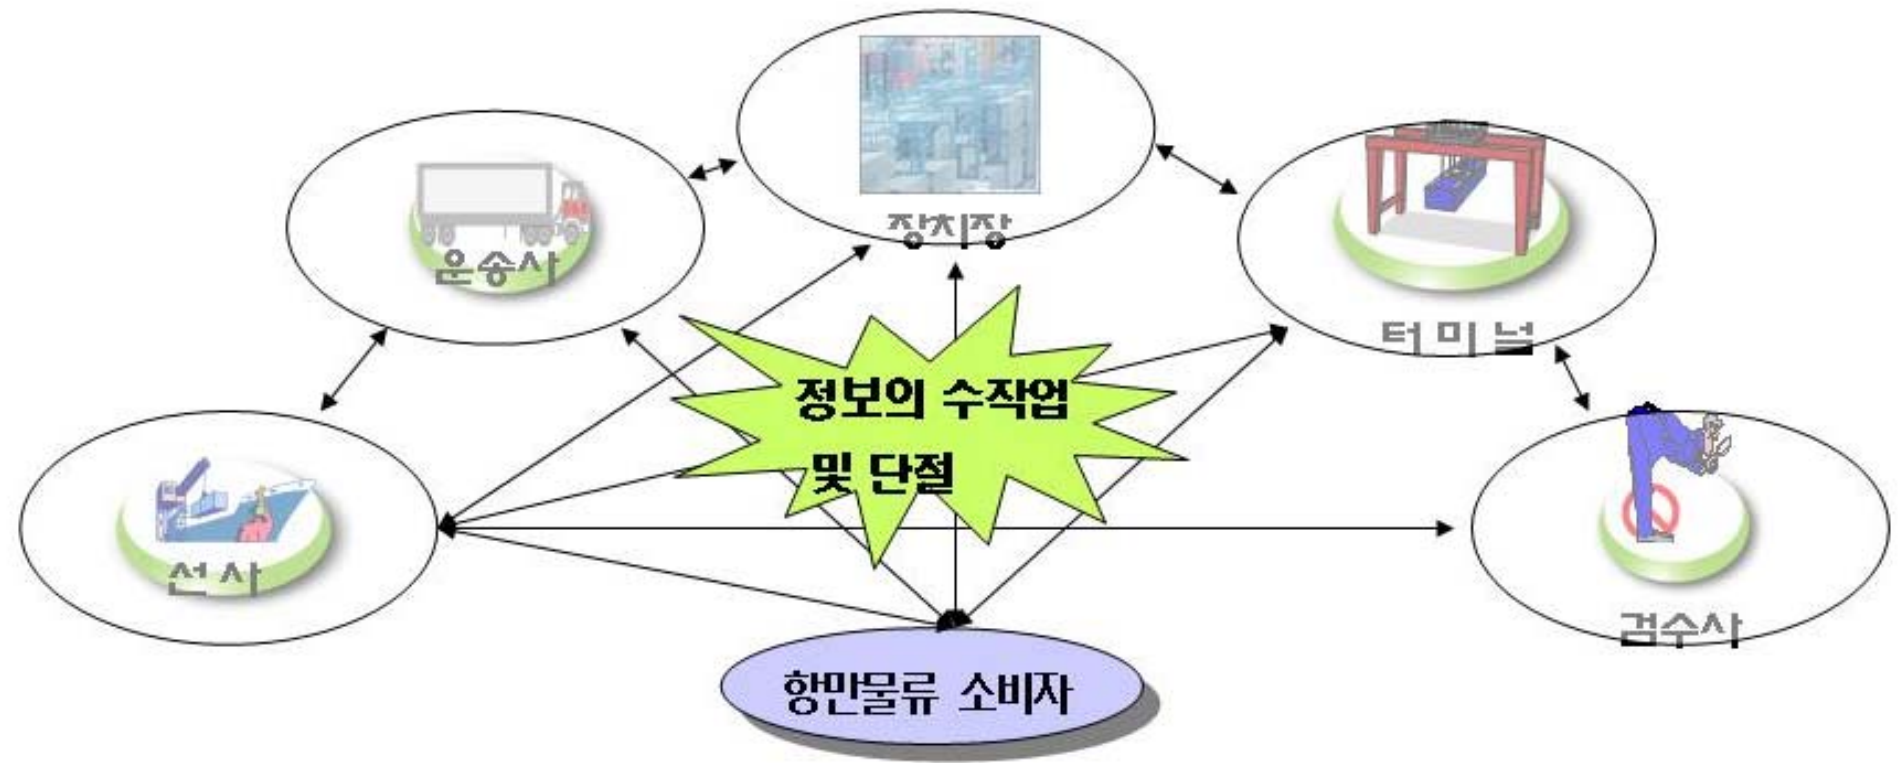 장치장
운송사
터미널
정보의 수작업
및 단절
선사
검수사
항만물류 소비자